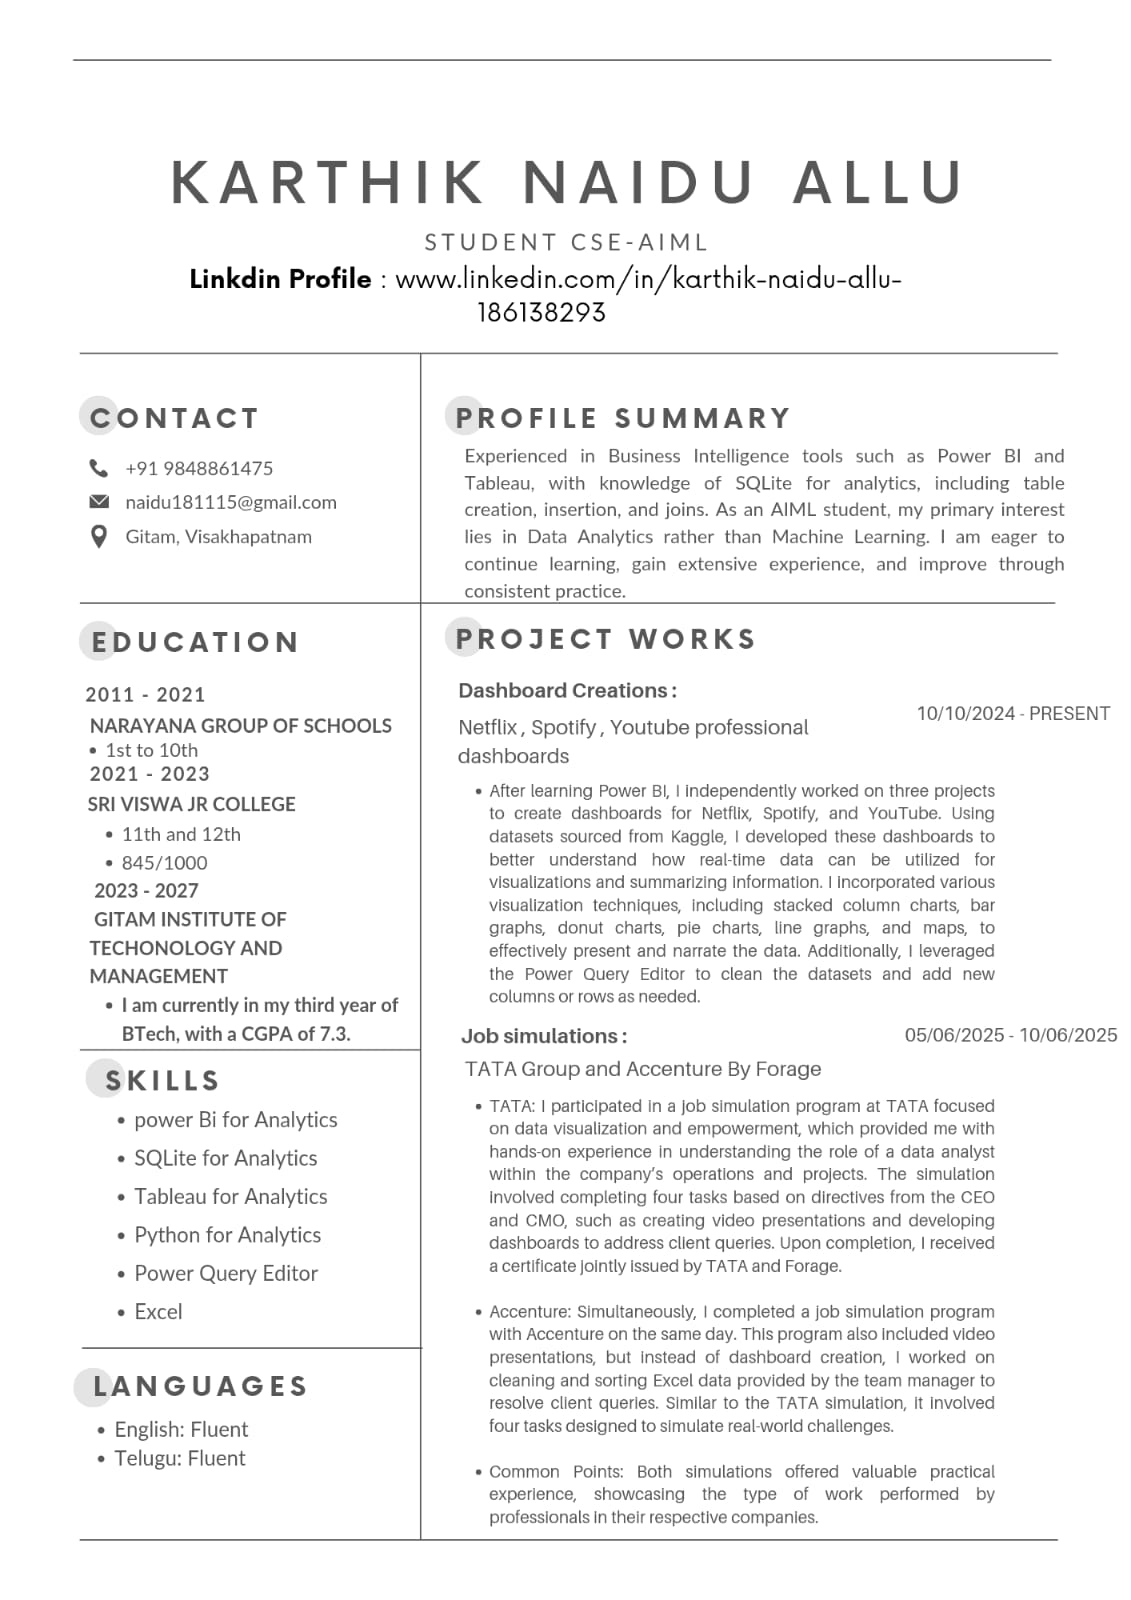 KARTHIK NAIDU ALLU
STUDENT CSE-AIML
Linkdin Profile : www.linkedin.com/in/karthik-naidu-allu-
186138293
CONTACT
+91 9848861475
naidu181115@gmail.com
Gitam, Visakhapatnam
EDUCATION
2011 - 2021
NARAYANA GROUP OF SCHOOLS
• 1st to 10th
2021 - 2023
SRI VISWA JR COLLEGE
• 11th and 12th
• 845/1000
2023 - 2027
GITAM INSTITUTE OF
TECHONOLOGY AND
MANAGEMENT
• I am currently in my third year of
BTech, with a CGPA of 7.3.
SKILLS
• power Bi for Analytics
• SQLite for Analytics
• Tableau for Analytics
• Python for Analytics
• Power Query Editor
• Excel
LANGUAGES
• English: Fluent
• Telugu: Fluent
PROFILE SUMMARY
Experienced in Business Intelligence tools such as Power BI and
Tableau, with knowledge of SQLite for analytics, including table
creation, insertion, and joins. As an AIML student, my primary interest
lies in Data Analytics rather than Machine Learning. I am eager to
continue learning, gain extensive experience, and improve through
consistent practice.
PROJECT WORKS
Dashboard Creations :
10/10/2024 - PRESENT
Netflix , Spotify , Youtube professional
dashboards
• After learning Power BI, I independently worked on three projects
to create dashboards for Netflix, Spotify, and YouTube. Using
datasets sourced from Kaggle, I developed these dashboards to
better understand how real-time data can be utilized for
visualizations and summarizing information. I incorporated various
visualization techniques, including stacked column charts, bar
graphs, donut charts, pie charts, line graphs, and maps, to
effectively present and narrate the data. Additionally, I leveraged
the Power Query Editor to clean the datasets and add new
columns or rows as needed.
Job simulations :
05/06/2025 - 10/06/2025
TATA Group and Accenture By Forage
• TATA: I participated in a job simulation program at TATA focused
on data visualization and empowerment, which provided me with
hands-on experience in understanding the role of a data analyst
within the company's operations and projects. The simulation
involved completing four tasks based on directives from the CEO
and CMO, such as creating video presentations and developing
dashboards to address client queries. Upon completion, I received
a certificate jointly issued by TATA and Forage.
• Accenture: Simultaneously, I completed a job simulation program
with Accenture on the same day. This program also included video
presentations, but instead of dashboard creation, I worked on
cleaning and sorting Excel data provided by the team manager to
resolve client queries. Similar to the TATA simulation, it involved
four tasks designed to simulate real-world challenges.
• Common Points: Both simulations offered valuable practical
experience, showcasing the type of work performed by
professionals in their respective companies.